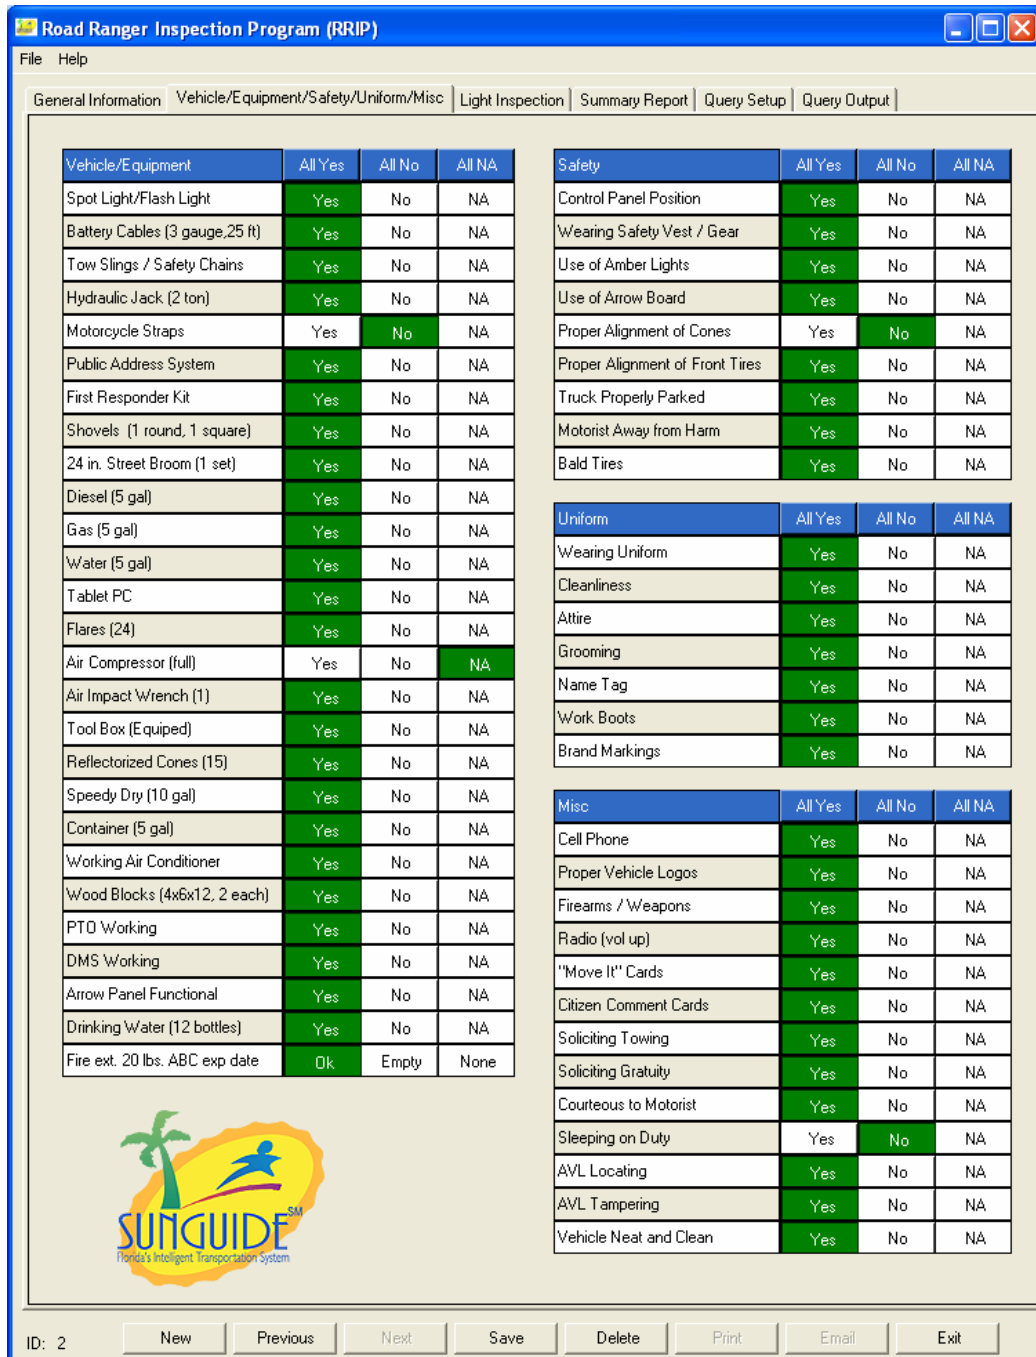 Road Ranger Inspection Program (RRIP)
File Help
General Information Vehicle/Equipment/Safety/Uniform/Misc Light Inspection Summary Report Query Setup Query Output
Vehicle/Equipment All Yes All No All NA
Spot Light/Flash Light Yes No NA
Battery Cables (3 gauge,25 ft) Yes No NA
Tow Slings / Safety Chains Yes No NA
Hydraulic Jack (2 ton) Yes No NA
Motorcycle Straps Yes No NA
Public Address System Yes No NA
First Responder Kit Yes No NA
Shovels (1 round, 1 square) Yes No NA
24 in. Street Broom (1 set) Yes No NA
Diesel (5 gal) Yes No NA
Gas (5 gal) Yes No NA
Water (5 gal) Yes No NA
Tablet PC Yes No NA
Flares (24) Yes No NA
Air Compressor (full) Yes No NA
Air Impact Wrench (1) Yes No NA
Tool Box (Equiped) Yes No NA
Reflectorized Cones (15) Yes No NA
Speedy Dry (10 gal) Yes No NA
Container (5 gal) Yes No NA
Working Air Conditioner Yes No NA
Wood Blocks (4x6x12, 2 each) Yes No NA
PTO Working Yes No NA
DMS Working Yes No NA
Arrow Panel Functional Yes No NA
Drinking Water (12 bottles) Yes No NA
Fire ext. 20 lbs. ABC exp date Ok Empty None
SUNGUIDE SM
Florida's Intelligent Transportation System
Safety All Yes All No All NA
Control Panel Position Yes No NA
Wearing Safety Vest / Gear Yes No NA
Use of Amber Lights Yes No NA
Use of Arrow Board Yes No NA
Proper Alignment of Cones Yes No NA
Proper Alignment of Front Tires Yes No NA
Truck Properly Parked Yes No NA
Motorist Away from Harm Yes No NA
Bald Tires Yes No NA
Uniform All Yes All No All NA
Wearing Uniform Yes No NA
Cleanliness Yes No NA
Attire Yes No NA
Grooming Yes No NA
Name Tag Yes No NA
Work Boots Yes No NA
Brand Markings Yes No NA
Misc All Yes All No All NA
Cell Phone Yes No NA
Proper Vehicle Logos Yes No NA
Firearms / Weapons Yes No NA
Radio (vol up) Yes No NA
"Move It" Cards Yes No NA
Citizen Comment Cards Yes No NA
Soliciting Towing Yes No NA
Soliciting Gratuity Yes No NA
Courteous to Motorist Yes No NA
Sleeping on Duty Yes No NA
AVL Locating Yes No NA
AVL Tampering Yes No NA
Vehicle Neat and Clean Yes No NA
ID: 2 New Previous Next Save Delete Print Email Exit